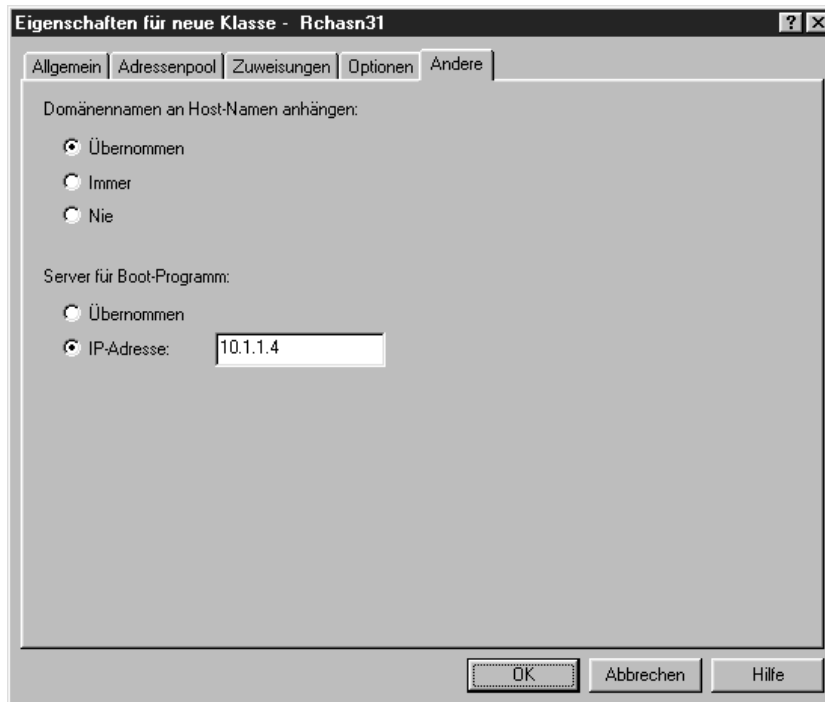 Eigenschaften für neue Klasse - Rchasn31
Allgemein Adressenpool Zuweisungen Optionen Andere
Domänennamen an Host-Namen anhängen:
Übernommen
Immer
Nie
Server für Boot-Programm:
Übernommen
IP-Adresse: 10.1.1.4
OK Abbrechen Hilfe